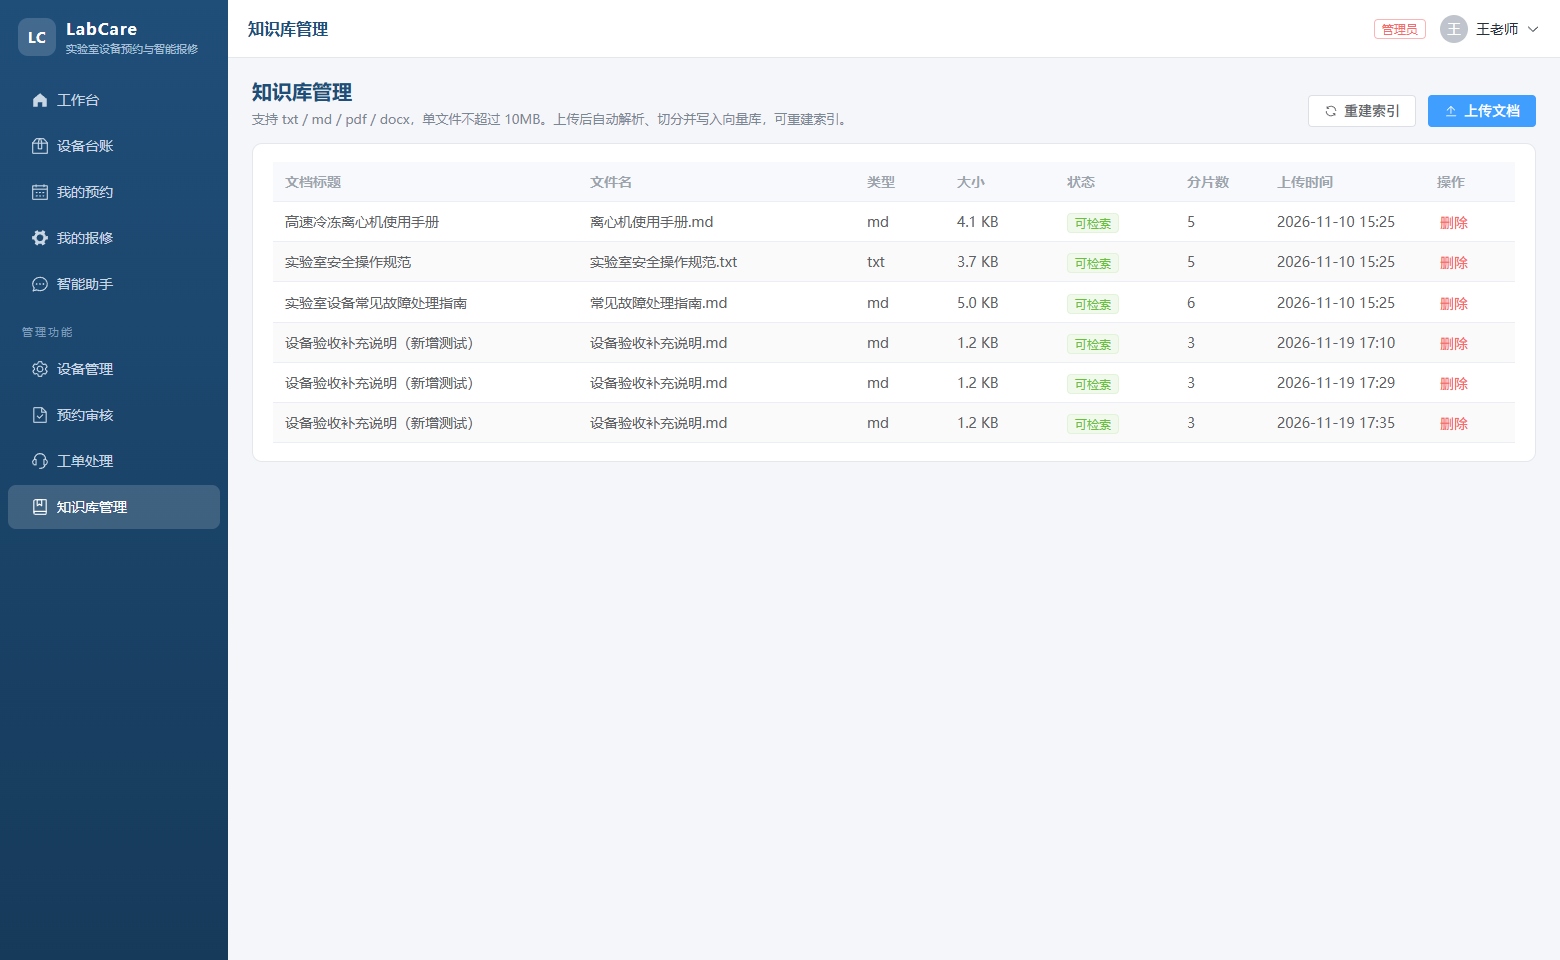 LC
LabCare
实验室设备预约与智能报修
工作台
设备台账
我的预约
我的报修
智能助手
管理功能
设备管理
预约审核
工单处理
知识库管理
知识库管理
管理员
王
王老师
知识库管理
支持 txt / md / pdf / docx，单文件不超过 10MB。上传后自动解析、切分并写入向量库，可重建索引。
重建索引
上传文档
文档标题 文件名 类型 大小 状态 分片数 上传时间 操作
高速冷冻离心机使用手册 离心机使用手册.md md 4.1 KB 可检索 5 2026-11-10 15:25 删除
实验室安全操作规范 实验室安全操作规范.txt txt 3.7 KB 可检索 5 2026-11-10 15:25 删除
实验室设备常见故障处理指南 常见故障处理指南.md md 5.0 KB 可检索 6 2026-11-10 15:25 删除
设备验收补充说明（新增测试） 设备验收补充说明.md md 1.2 KB 可检索 3 2026-11-19 17:10 删除
设备验收补充说明（新增测试） 设备验收补充说明.md md 1.2 KB 可检索 3 2026-11-19 17:29 删除
设备验收补充说明（新增测试） 设备验收补充说明.md md 1.2 KB 可检索 3 2026-11-19 17:35 删除